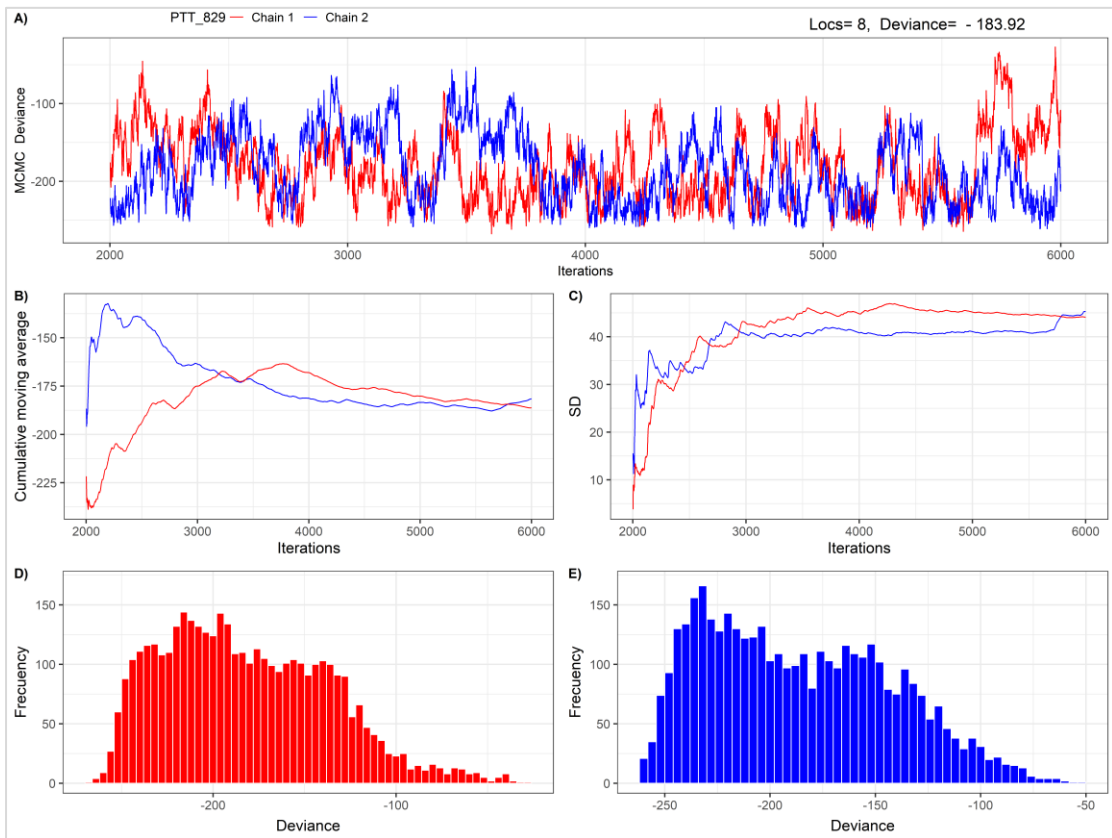 A) PTT_829 Chain 1 Chain 2 Locs= 8, Deviance= - 183.92
MCMC Deviance
-100
-200
2000 3000 4000 5000 6000
Iterations
B)
Cumulative moving average
-150
-175
-200
-225
2000 3000 4000 5000 6000
Iterations
C)
SD
40
30
20
10
2000 3000 4000 5000 6000
Iterations
D)
Frecuency
150
100
50
0
-200 -100
Deviance
E)
Frecuency
150
100
50
0
-250 -200 -150 -100 -50
Deviance